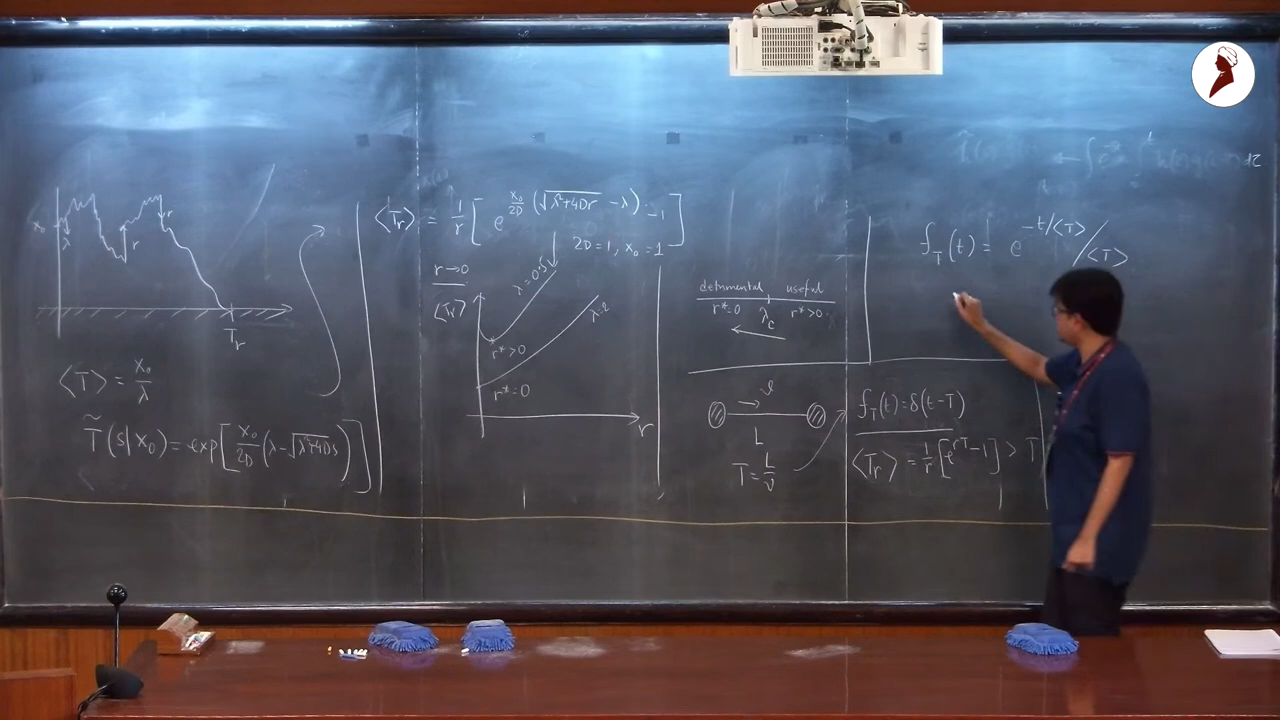 x₀
λ
r
r
T_r
⟨T⟩ = x₀/λ
T̃(s|x₀) = exp[x₀/2D (λ-√λ²+4Ds)]
⟨T_r⟩ = 1/r [e^{x₀/2D (√λ²+4Dr - λ)} -1]
2D=1, x₀=1
r→0
⟨T_r⟩
λ=0.5
λ=2
r*>0
r*=0
r
detrimental useful
r*=0 λ_c r*>0
v
L
T = L/v
f_T(t) = e^{-t/⟨T⟩}/⟨T⟩
f_T(t)=δ(t-T)
⟨T_r⟩ = 1/r [e^{rT}-1] > T